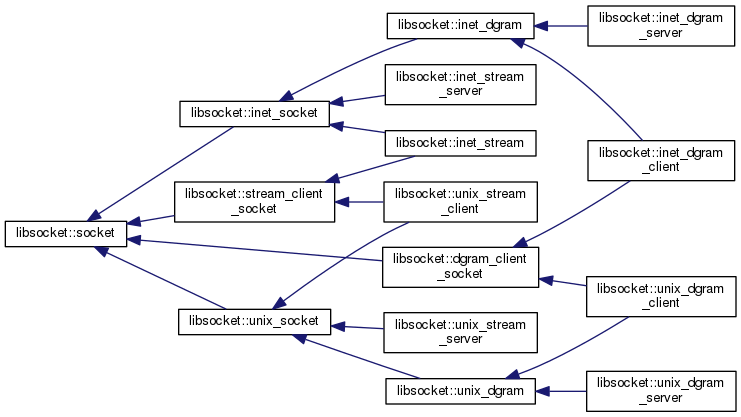 libsocket::inet_dgram
libsocket::inet_dgram
_server
libsocket::inet_stream
_server
libsocket::inet_socket
libsocket::inet_stream
libsocket::inet_dgram
_client
libsocket::stream_client
_socket
libsocket::unix_stream
_client
libsocket::socket
libsocket::dgram_client
_socket
libsocket::unix_dgram
_client
libsocket::unix_socket
libsocket::unix_stream
_server
libsocket::unix_dgram
libsocket::unix_dgram
_server